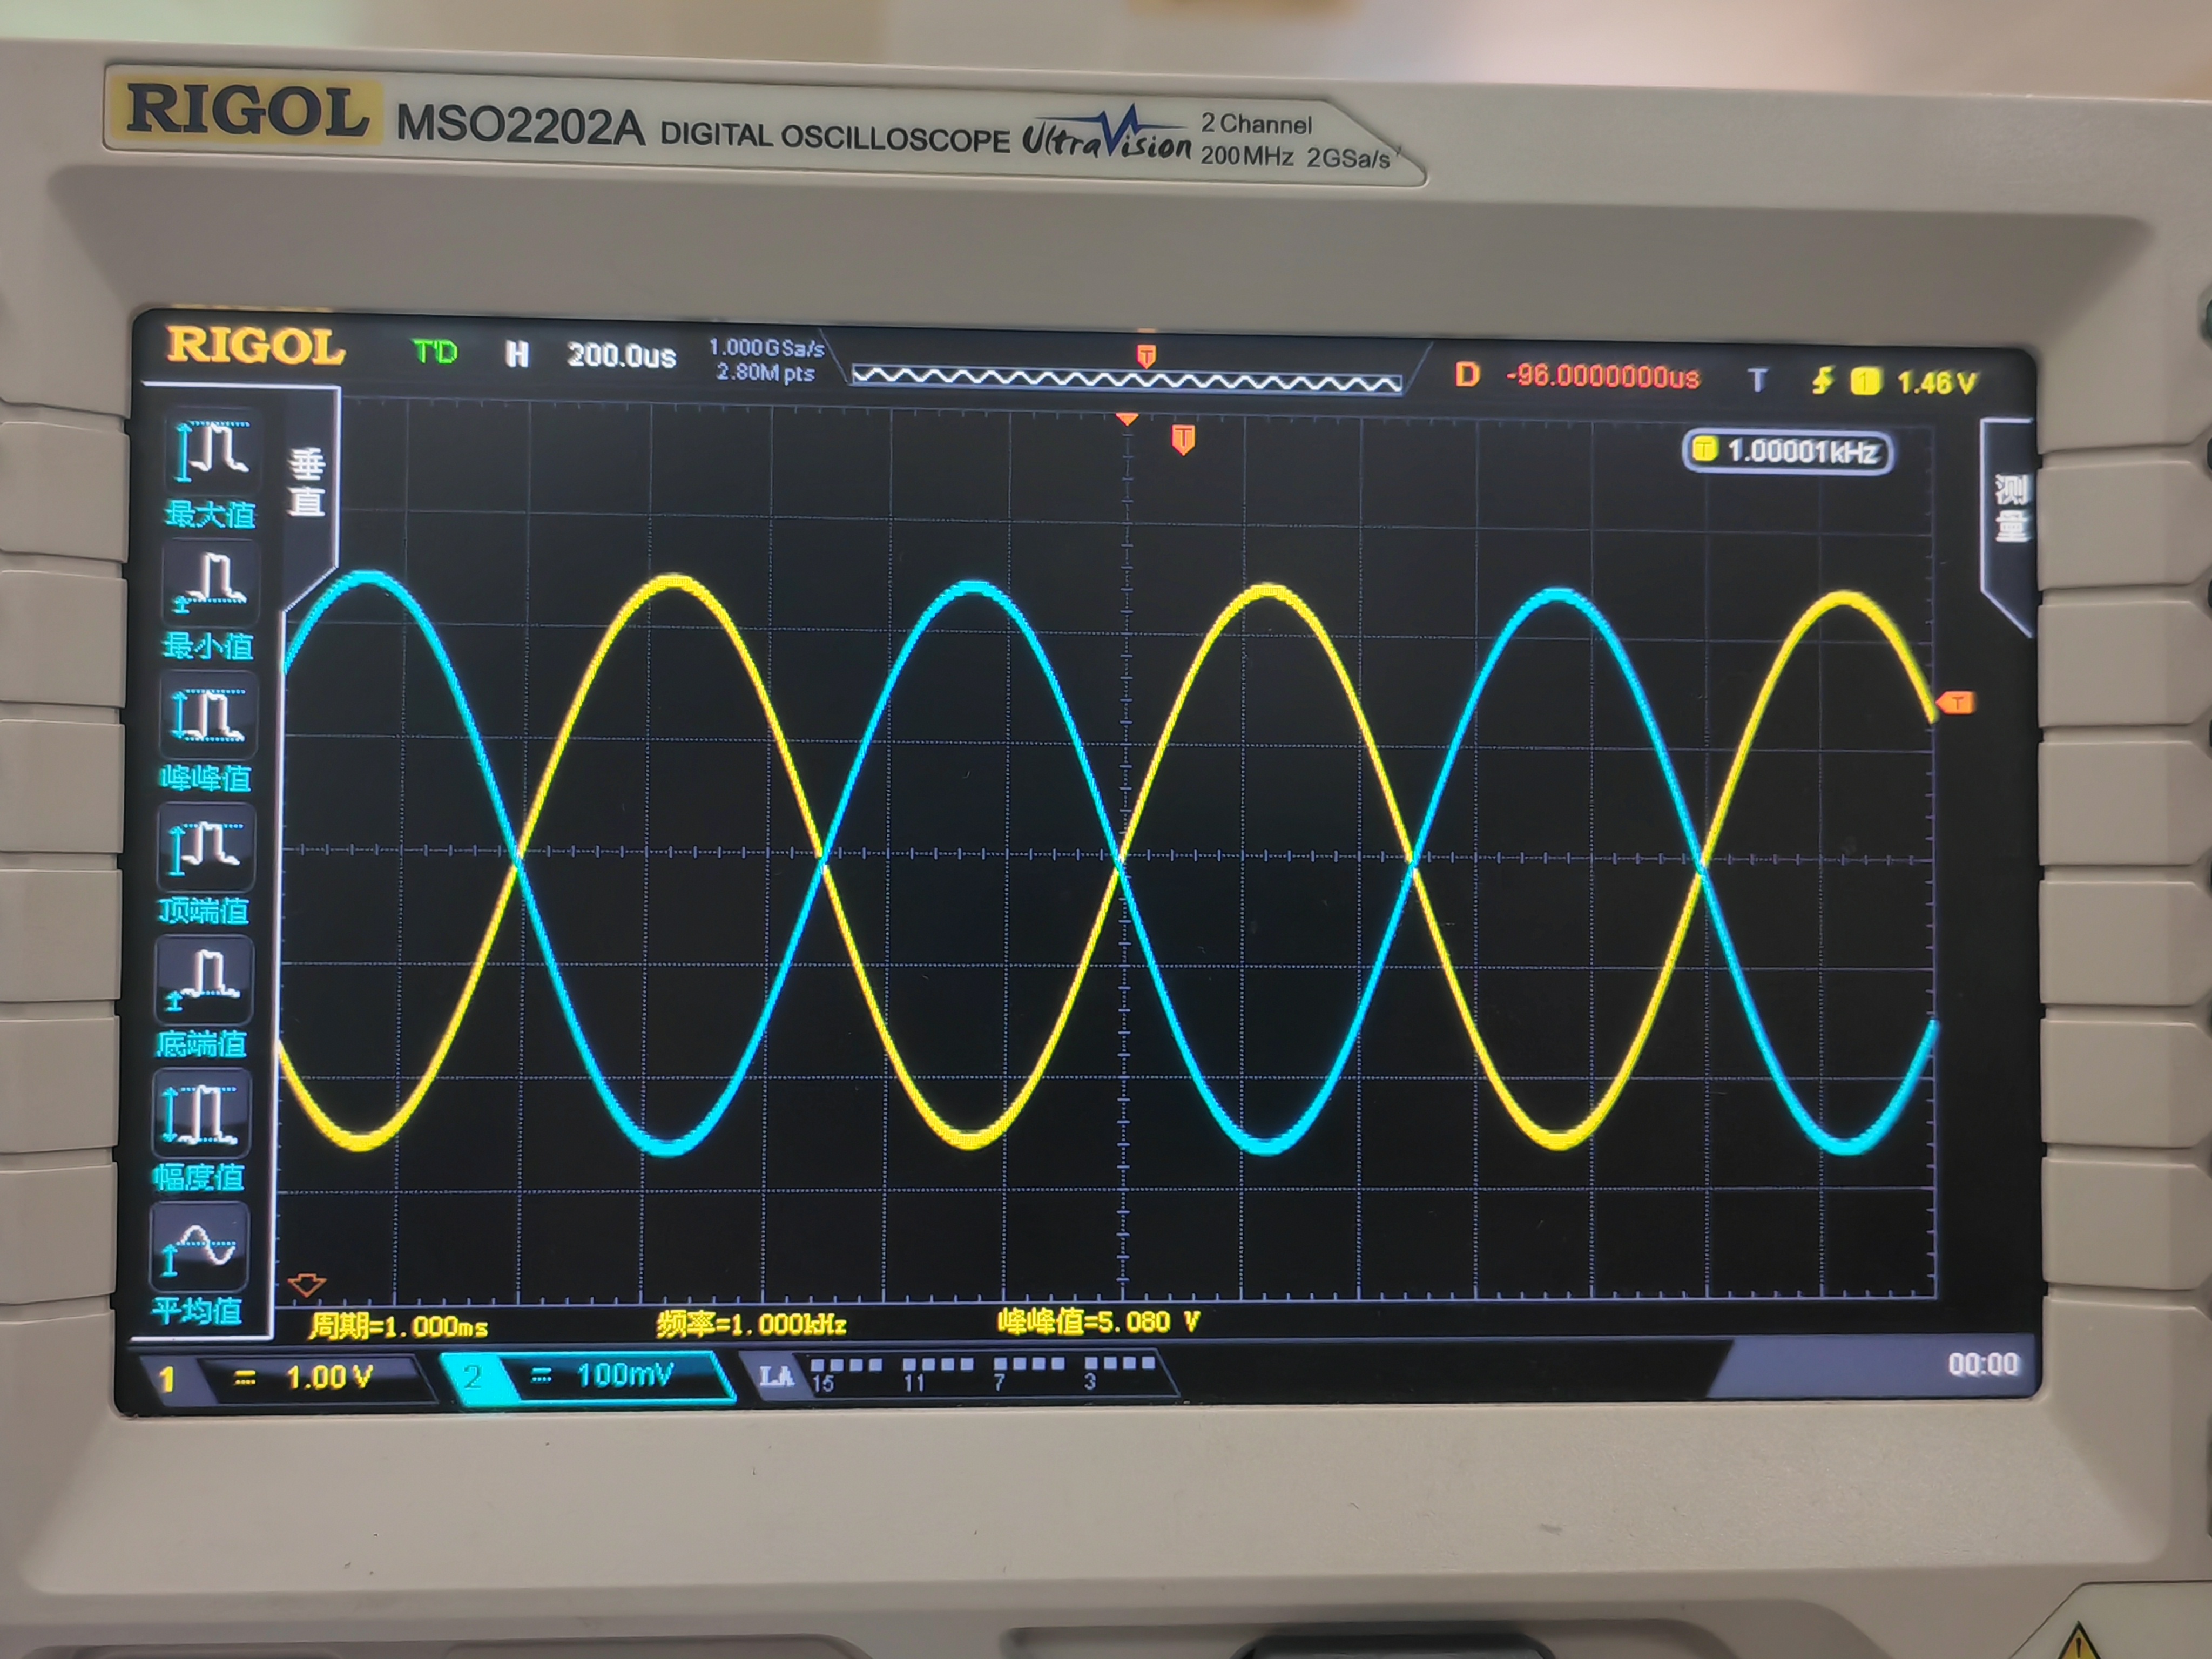 RIGOL MSO2202A DIGITAL OSCILLOSCOPE UltraVision 2 Channel
200MHz 2GSa/s
RIGOL T'D H 200.0us 1.000GSa/s
2.80M pts
T
D -96.0000000us T 1 1.46 V
垂直
T
T 1.00001kHz
测量
最大值
最小值
峰峰值
T
顶端值
底端值
幅度值
平均值
周期=1.000ms 频率=1.000kHz 峰峰值=5.080 V
1 1.00 V 2 100mV LA 15 11 7 3 00:00